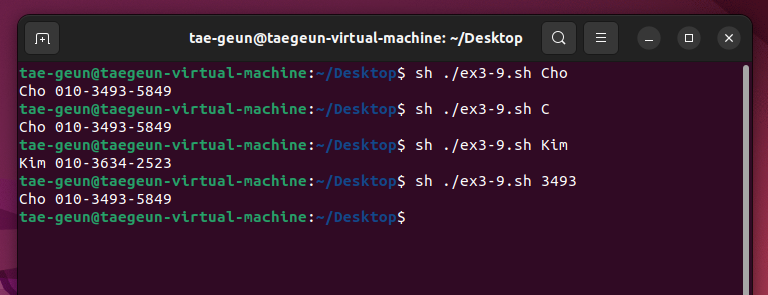 tae-geun@taegeun-virtual-machine: ~/Desktop
tae-geun@taegeun-virtual-machine:~/Desktop$ sh ./ex3-9.sh Cho
Cho 010-3493-5849
tae-geun@taegeun-virtual-machine:~/Desktop$ sh ./ex3-9.sh C
Cho 010-3493-5849
tae-geun@taegeun-virtual-machine:~/Desktop$ sh ./ex3-9.sh Kim
Kim 010-3634-2523
tae-geun@taegeun-virtual-machine:~/Desktop$ sh ./ex3-9.sh 3493
Cho 010-3493-5849
tae-geun@taegeun-virtual-machine:~/Desktop$